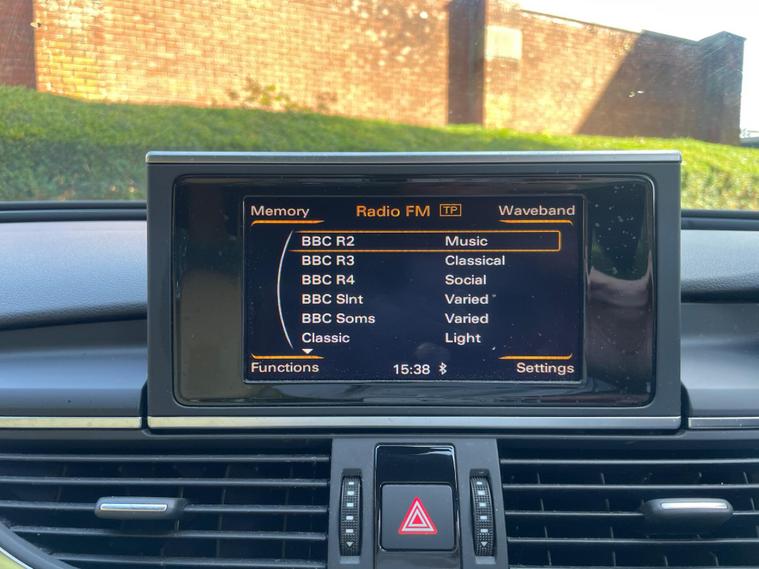 Memory Radio FM TP Waveband
BBC R2 Music
BBC R3 Classical
BBC R4 Social
BBC Slnt Varied
BBC Soms Varied
Classic Light
Functions 15:38 Settings